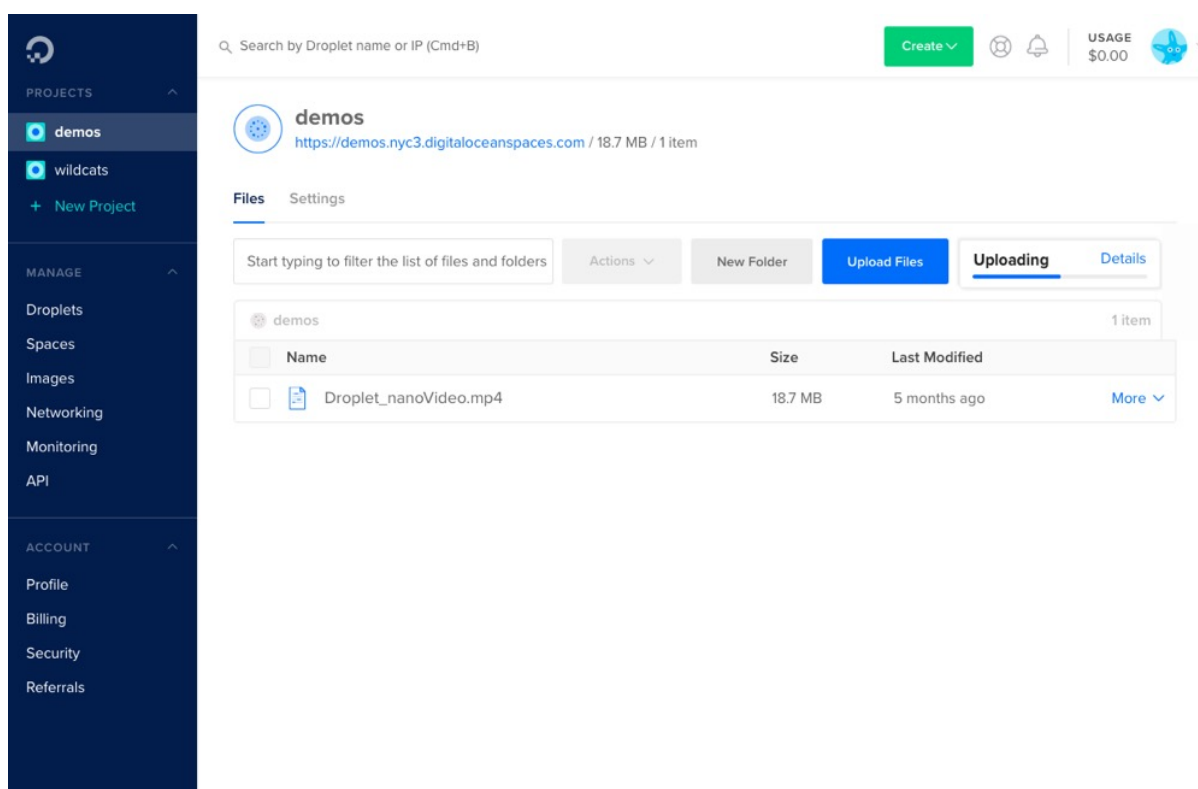 Search by Droplet name or IP (Cmd+B)
Create
USAGE
$0.00
PROJECTS
demos
wildcats
+ New Project
MANAGE
Droplets
Spaces
Images
Networking
Monitoring
API
ACCOUNT
Profile
Billing
Security
Referrals
demos
https://demos.nyc3.digitaloceanspaces.com / 18.7 MB / 1 item
Files Settings
Start typing to filter the list of files and folders Actions New Folder Upload Files Uploading Details
demos 1 item
Name Size Last Modified
Droplet_nanoVideo.mp4 18.7 MB 5 months ago More